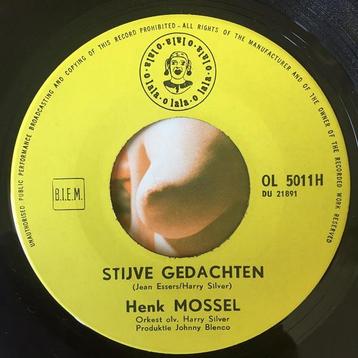 UNAUTHORISED PUBLIC PERFORMANCE BROADCASTING AND COPYING OF THIS RECORD PROHIBITED - ALL RIGHTS OF THE MANUFACTURER AND OF THE OWNER OF THE RECORDED WORK RESERVED
o lala • o lala • o lala • o lala • o lala
B.I.E.M.
OL 5011H
DU 21891
STIJVE GEDACHTEN
(Jean Essers/Harry Silver)
Henk MOSSEL
Orkest olv. Harry Silver
Produktie Johnny Blenco